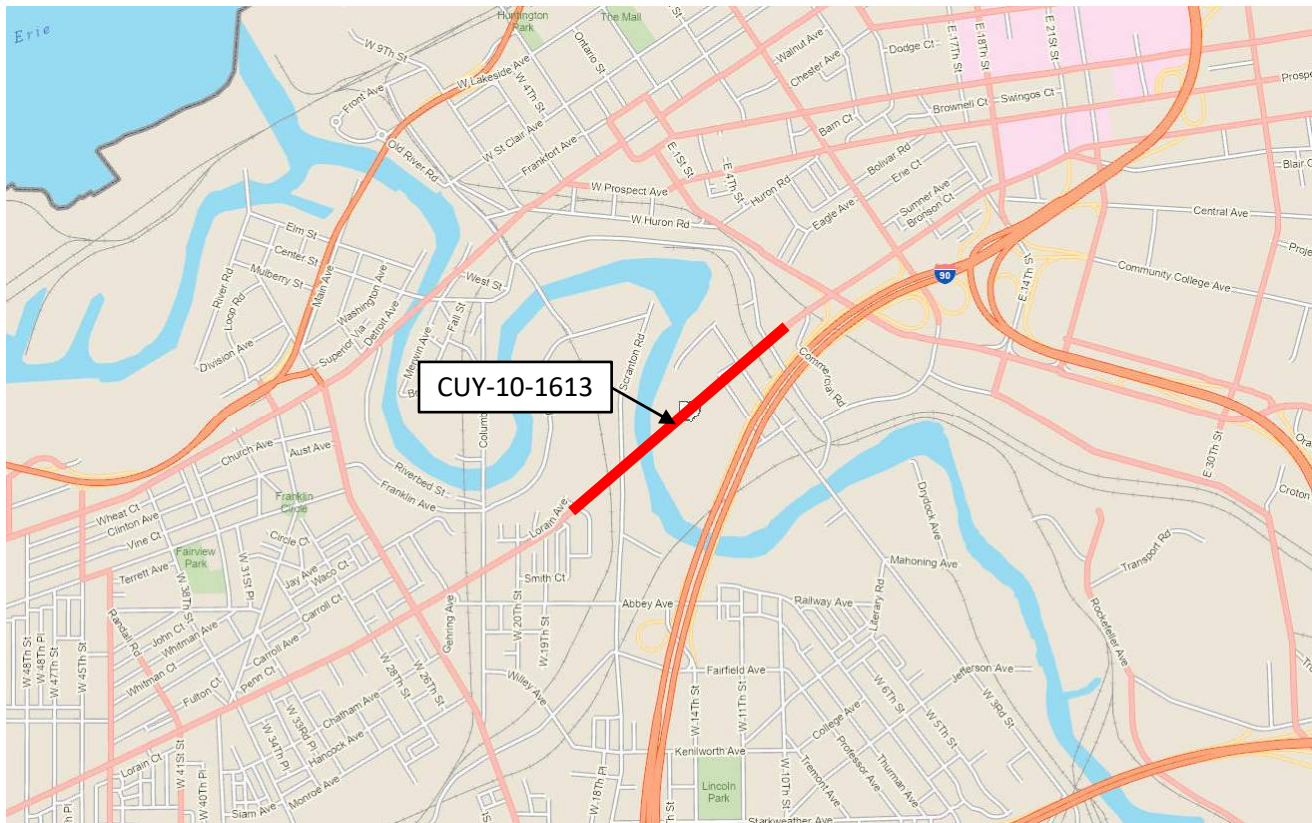 Erie
Huntington
Park
The Mall
W 9Th St
W Lakeside Ave
Ontario St
Walnut Ave
Dodge Ct
E 17Th St
E 18Th St
E 21St St
Chester Ave
Front Ave
W 4Th St
Brownell Ct
Swingos Ct
Prospe
Old River Rd
W St Clair Ave
Frankfort Ave
E 1St St
Barn Ct
E 4Th St
Bolivar Rd
Erie Ct
Blair C
W Prospect Ave
Huron Rd
Eagle Ave
Sumner Ave
Bronson Ct
Central Ave
W Huron Rd
Elm St
Center St
Mulberry St
River Rd
Loop Rd
Main Ave
Washington Ave
West St
90
E 14Th St
Proje
Community College Ave
Superior Via
Detroit Ave
Fall St
Merwin Ave
Division Ave
Scranton Rd
Commercial Rd
CUY-10-1613
Columb
Church Ave
Aust Ave
Riverbed St
Franklin Ave
Franklin
Circle
Lorain Ave
E 30Th St
Ora
Croton
Wheat Ct
Clinton Ave
Vine Ct
Fairview
Park
Circle Ct
Terrett Ave
W 38Th St
W 31St Pl
Jay Ave
Waco Ct
Smith Ct
Drydock Ave
Mahoning Ave
Transport Rd
Abbey Ave
Railway Ave
Literary Rd
Rockefeller Ave
Randall Rd
John Ct
Whitman Ave
Whitman Ct
Carroll Ct
Carroll Ave
Gehring Ave
W 20Th St
W 19Th St
W 48Th St
W 48Th Pl
W 47Th St
W 45Th St
Fulton Ct
Penn Ct
W 28Th St
W 26Th St
Willey Ave
Fairfield Ave
Jefferson Ave
W 14Th St
W 11Th St
W 6Th St
W 5Th St
W 3Rd St
College Ave
Chatham Ave
W 33Rd Pl
W 34Th Pl
Hancock Ave
Monroe Ave
Lorain Ct
W 41St St
W 40Th Pl
Siam Ave
W 18Th Pl
Kenilworth Ave
Lincoln
Park
W 10Th St
Tremont Ave
Professor Ave
Thurman Ave
Starkweather Ave